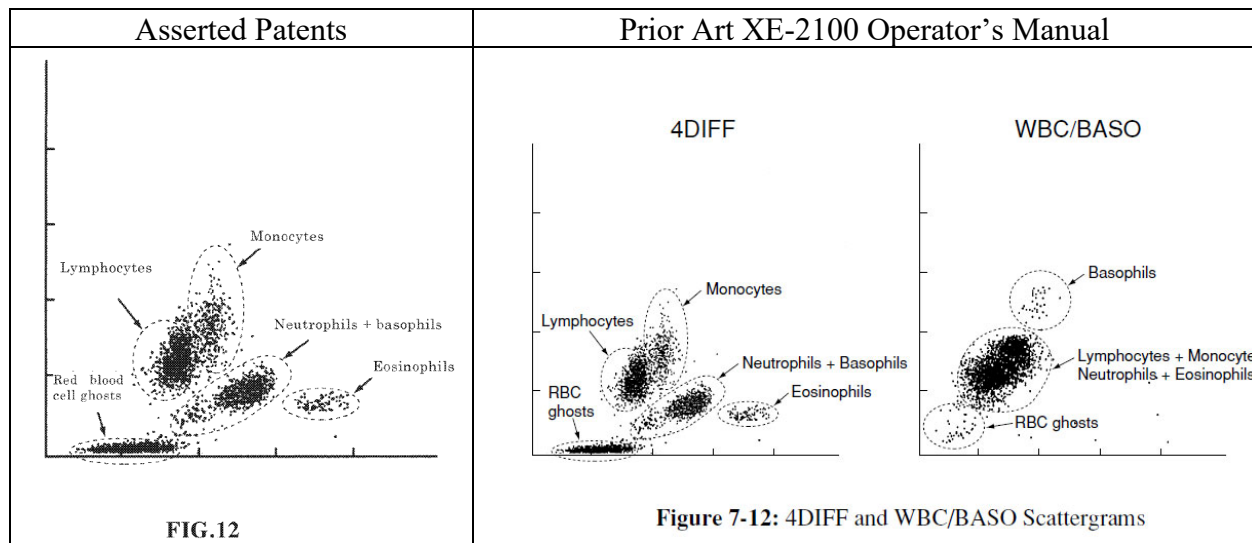 Asserted Patents
Prior Art XE-2100 Operator's Manual
Monocytes
Lymphocytes
Neutrophils + basophils
Eosinophils
Red blood
cell ghosts
FIG.12
4DIFF
WBC/BASO
Monocytes
Lymphocytes
Neutrophils + Basophils
RBC
ghosts
Eosinophils
Basophils
Lymphocytes + Monocyte
Neutrophils + Eosinophils
RBC ghosts
Figure 7-12: 4DIFF and WBC/BASO Scattergrams